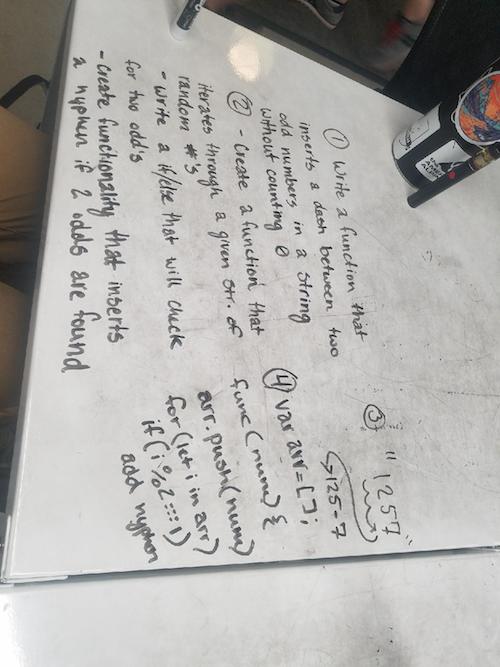 ① Write a function that
inserts a dash between two
odd numbers in a string
without counting 0
② - Create a function that
iterates through a given str. of
random #'s
- Write a if/else that will check
for two odd's
- Create functionality that inserts
a hyphen if 2 odds are found
③ "1257"
↳125-7
④ var arr = [];
func(nums) {
arr.push(nums)
for(let i in arr)
if(i%2===1)
add hyphen